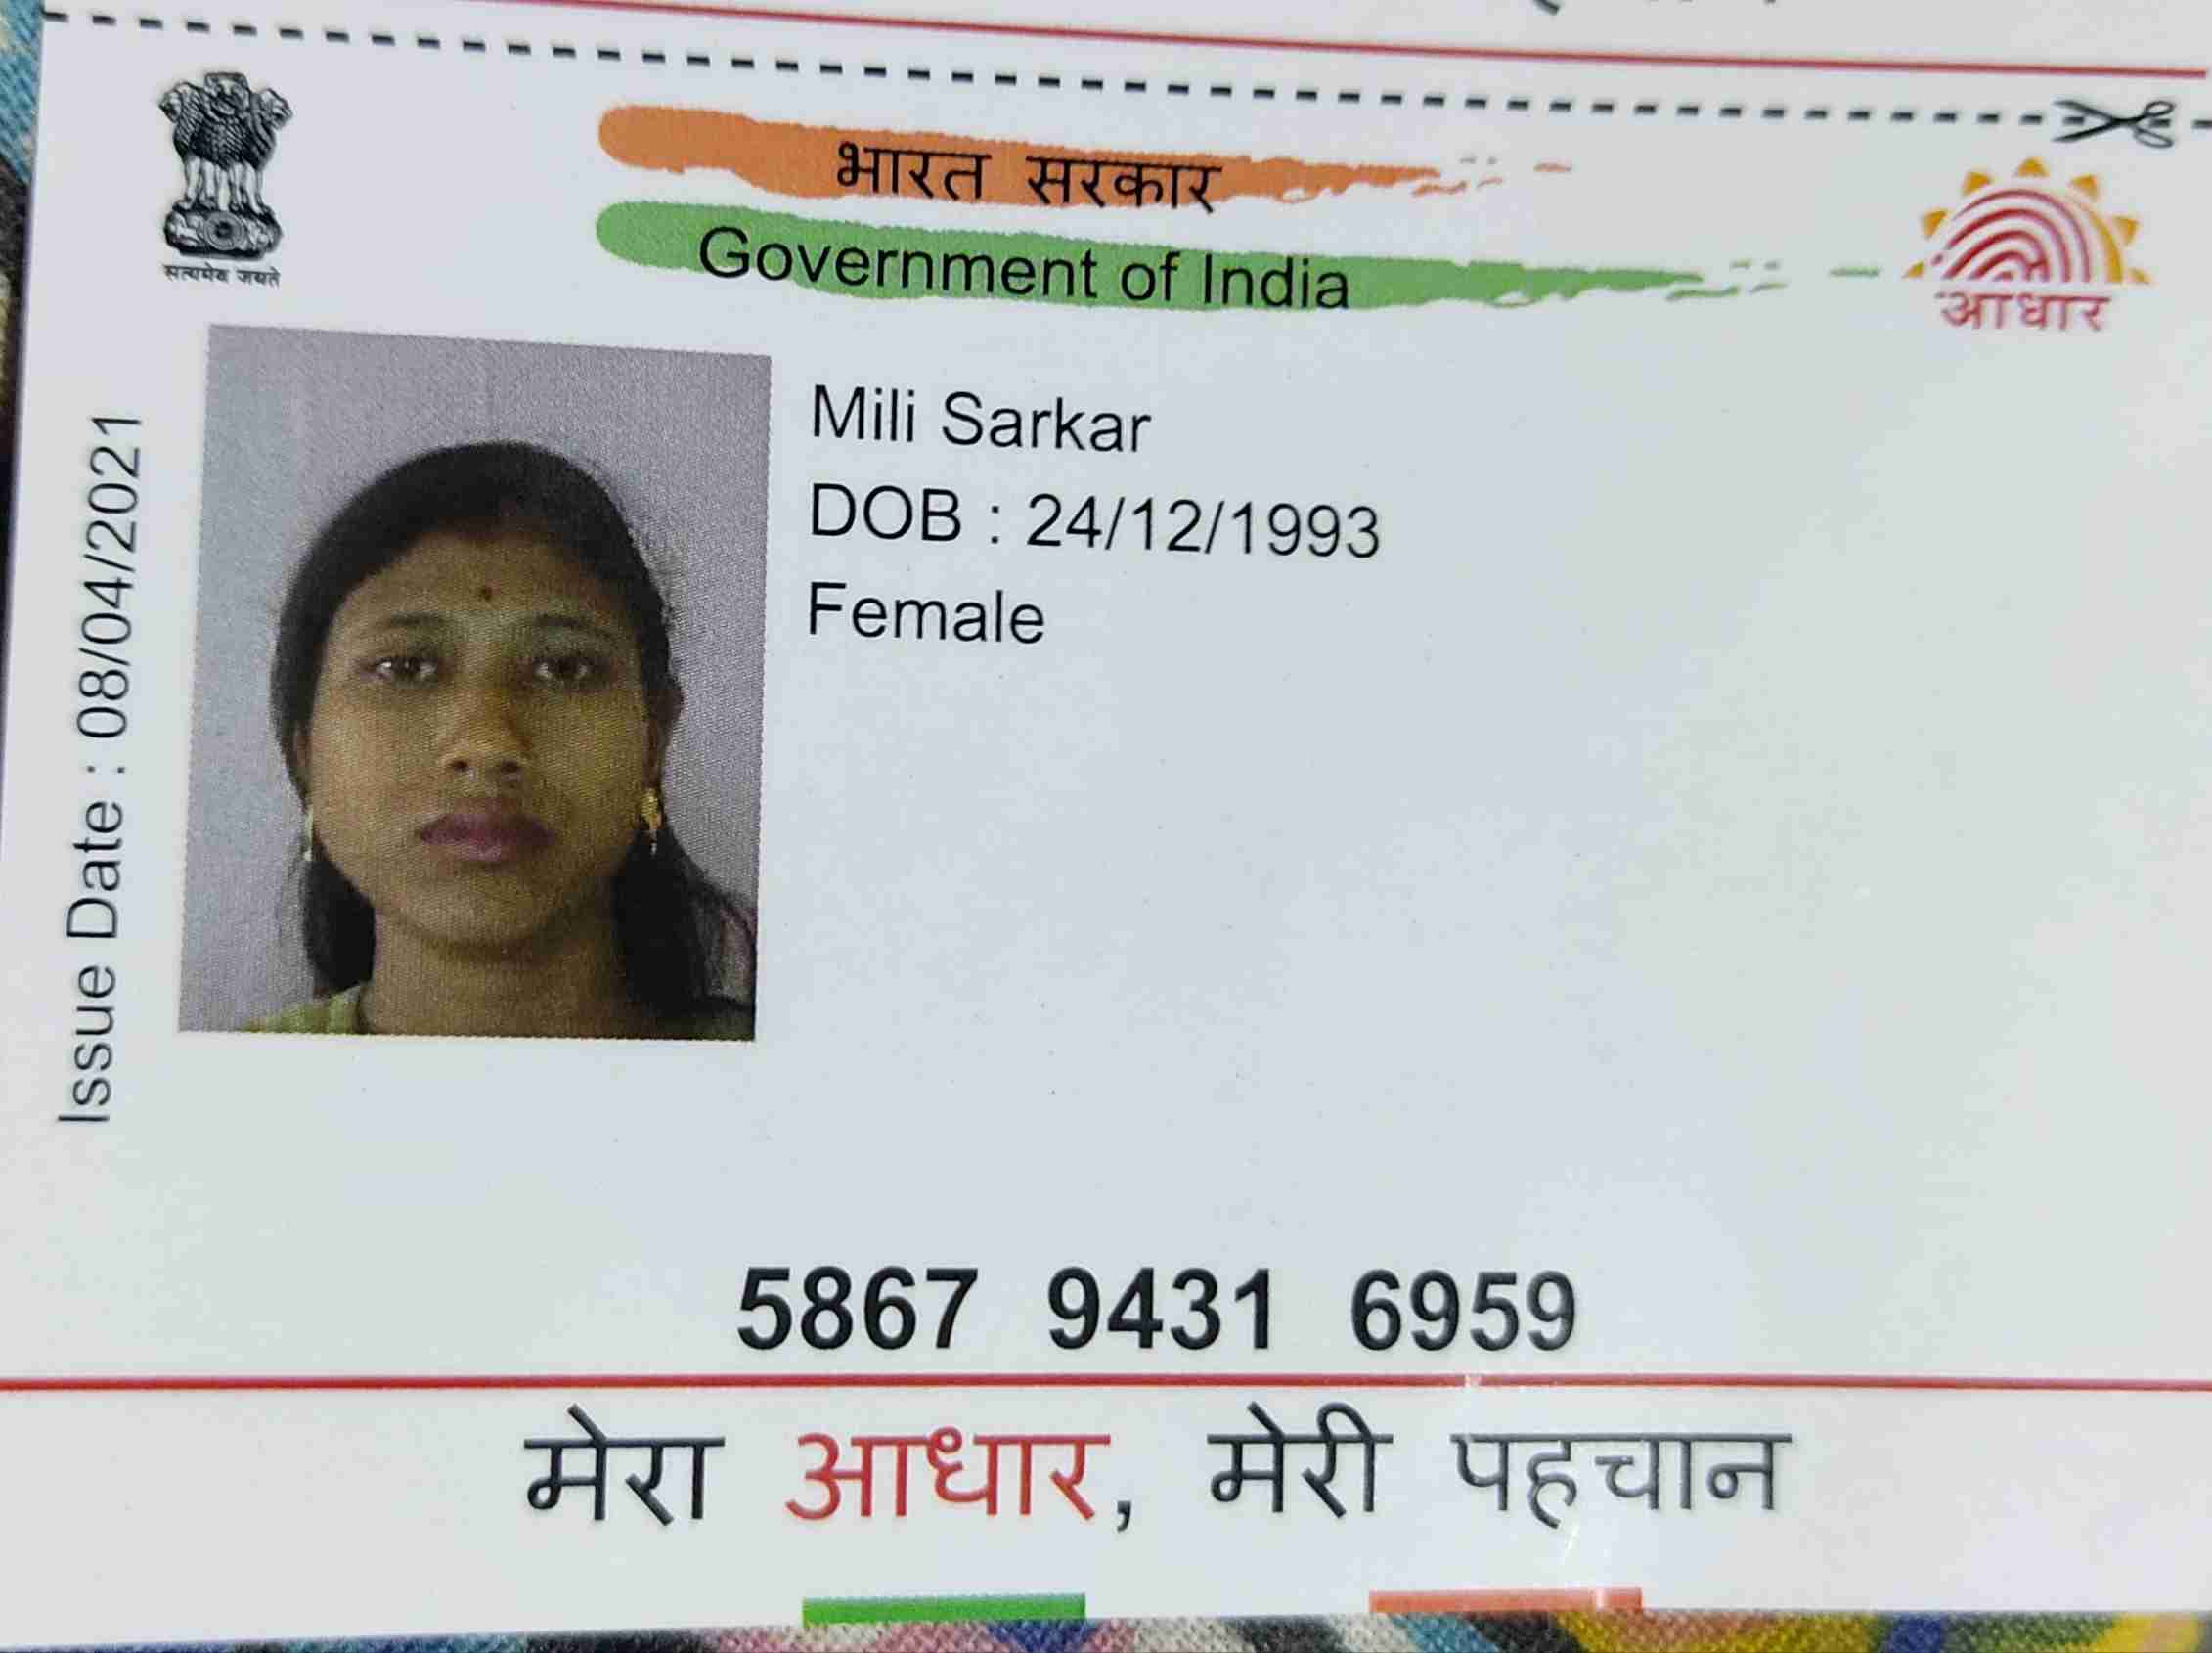 सत्यमेव जयते
भारत सरकार
Government of India
आधार
Issue Date : 08/04/2021
Mili Sarkar
DOB : 24/12/1993
Female
5867 9431 6959
मेरा आधार, मेरी पहचान